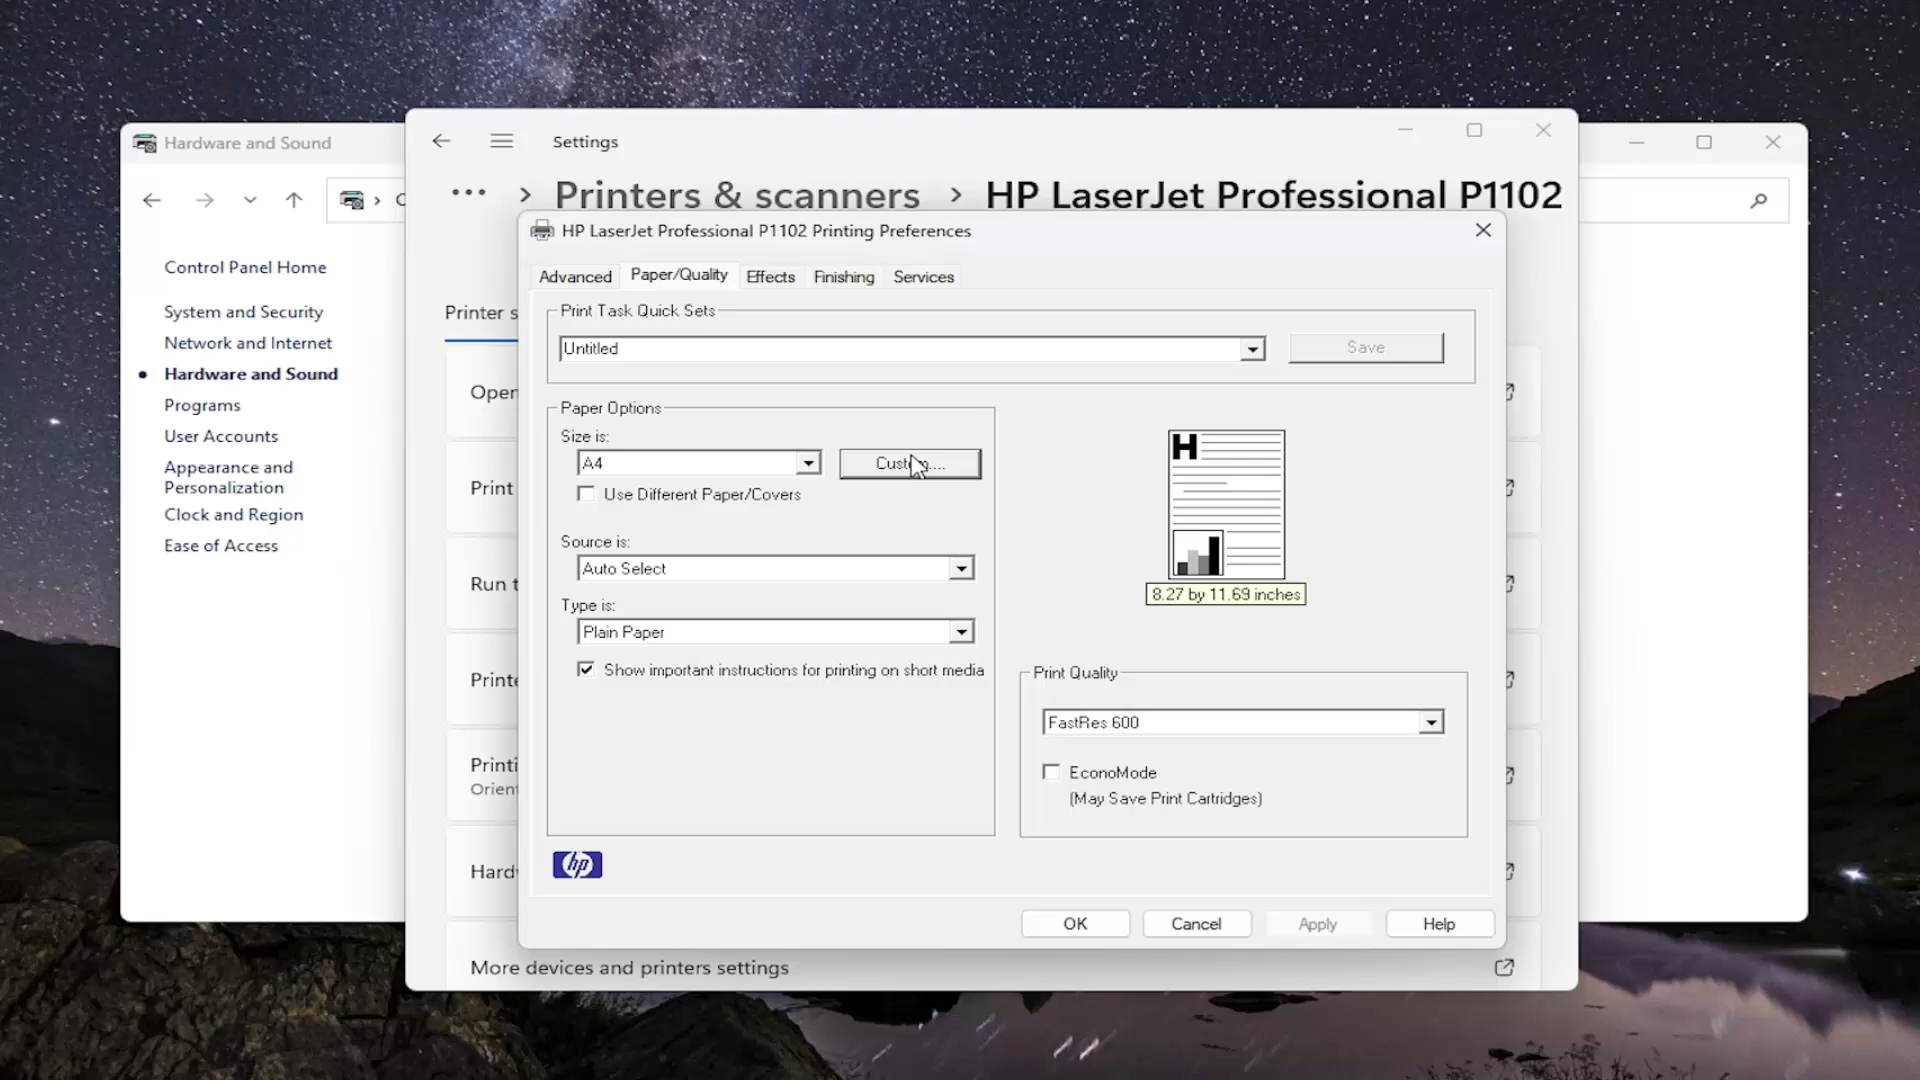 Hardware and Sound
Control Panel Home
System and Security
Network and Internet
Hardware and Sound
Programs
User Accounts
Appearance and
Personalization
Clock and Region
Ease of Access
Settings
Printers & scanners > HP LaserJet Professional P1102
Printer s
Open
Print
Run t
Printe
Printi
Orient
Hard
More devices and printers settings
HP LaserJet Professional P1102 Printing Preferences
Advanced Paper/Quality Effects Finishing Services
Print Task Quick Sets
Untitled Save
Paper Options
Size is:
A4
Use Different Paper/Covers
Source is:
Auto Select
Type is:
Plain Paper
Show important instructions for printing on short media
H
8.27 by 11.69 inches
Print Quality
FastRes 600
EconoMode
(May Save Print Cartridges)
hp
OK Cancel Apply Help